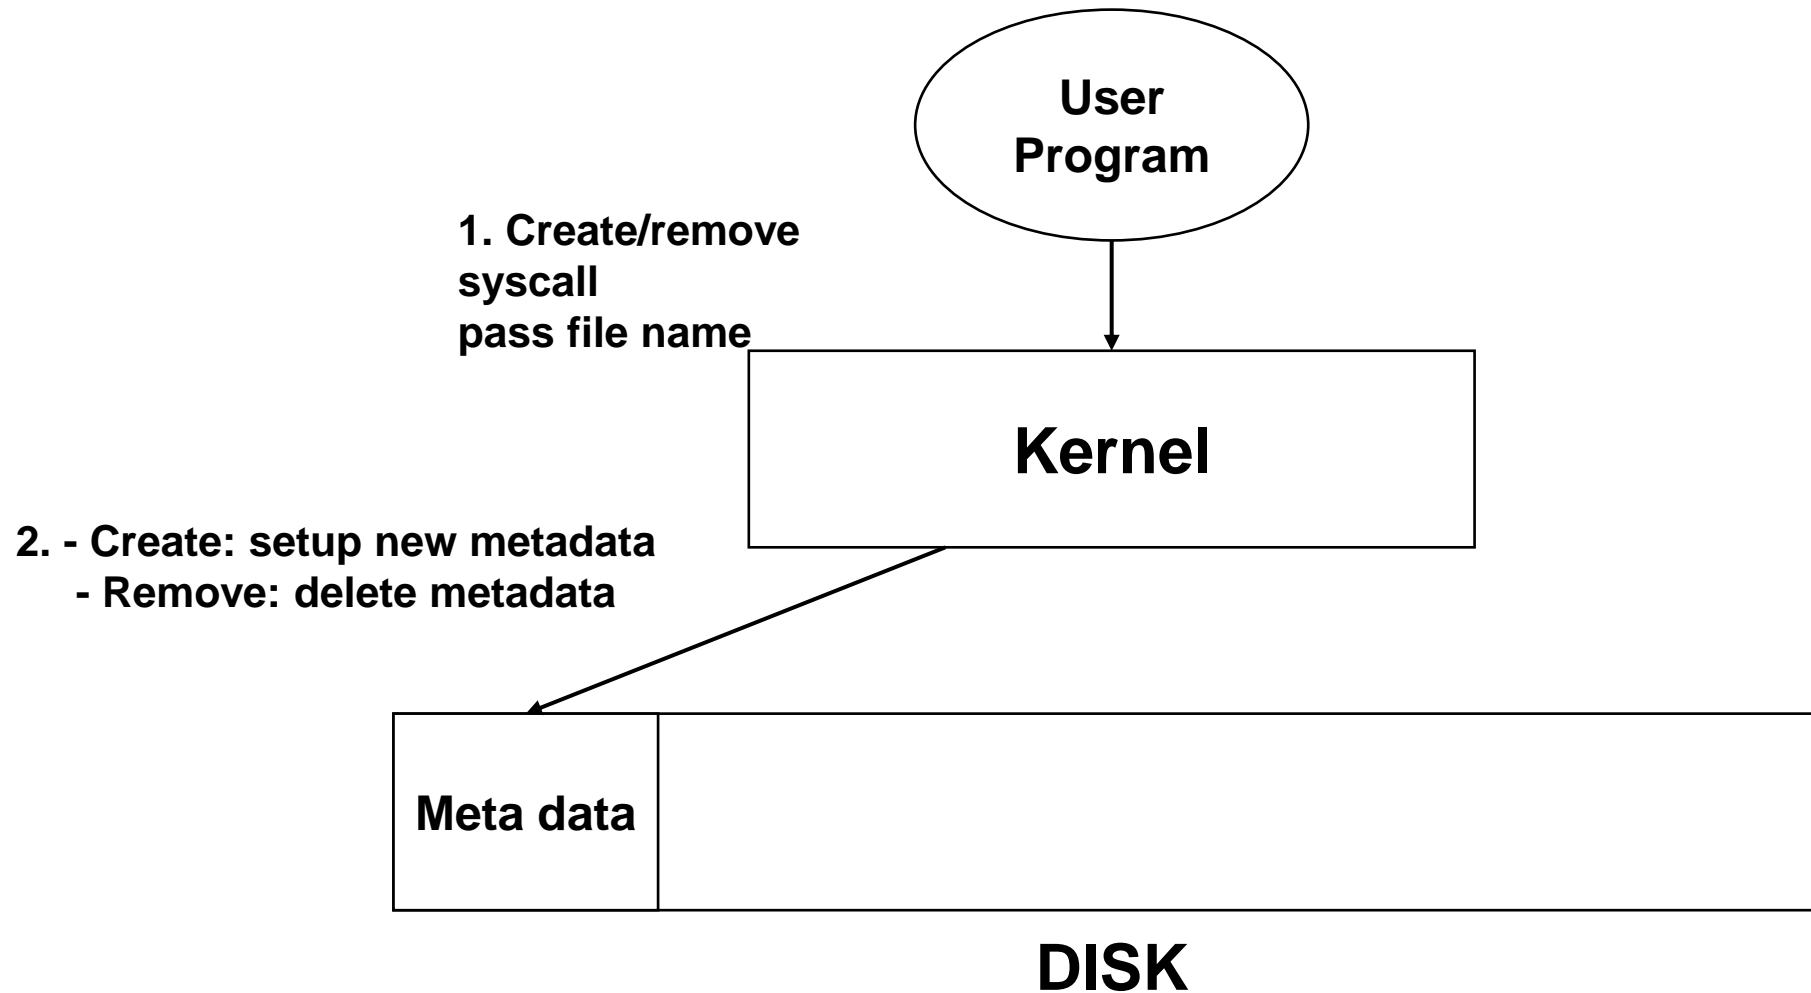 User
Program
1. Create/remove
syscall
pass file name
Kernel
2. - Create: setup new metadata
- Remove: delete metadata
Meta data
DISK